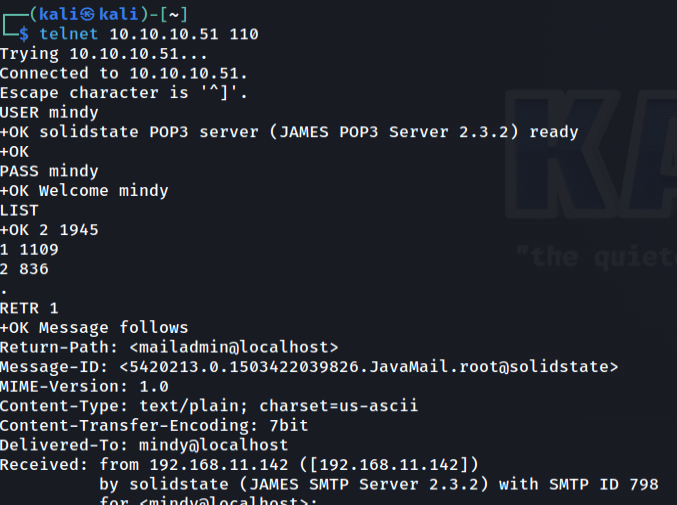 ┌──(kali㉿kali)-[~]
└─$ telnet 10.10.10.51 110
Trying 10.10.10.51...
Connected to 10.10.10.51.
Escape character is '^]'.
USER mindy
+OK solidstate POP3 server (JAMES POP3 Server 2.3.2) ready
+OK
PASS mindy
+OK Welcome mindy
LIST
+OK 2 1945
1 1109
2 836
.
RETR 1
+OK Message follows
Return-Path: <mailadmin@localhost>
Message-ID: <5420213.0.1503422039826.JavaMail.root@solidstate>
MIME-Version: 1.0
Content-Type: text/plain; charset=us-ascii
Content-Transfer-Encoding: 7bit
Delivered-To: mindy@localhost
Received: from 192.168.11.142 ([192.168.11.142])
          by solidstate (JAMES SMTP Server 2.3.2) with SMTP ID 798
          for <mindy@localhost>;
KA
"the quiet